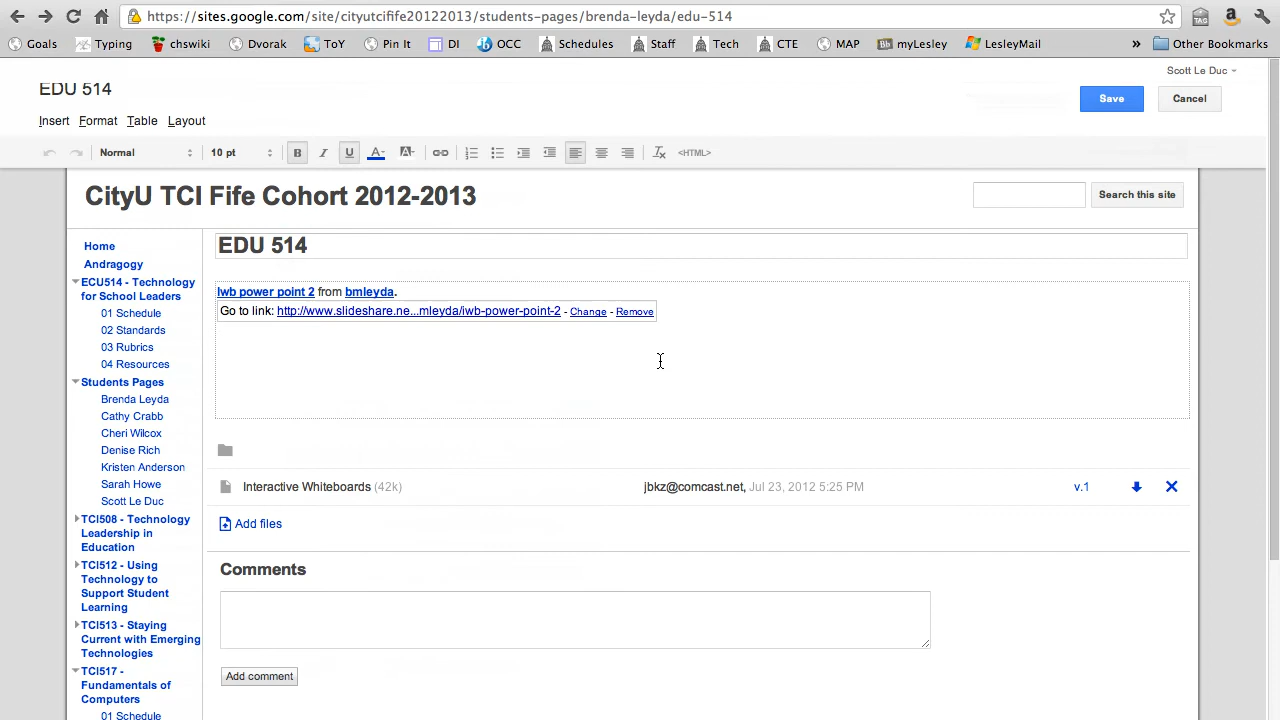 https://sites.google.com/site/cityutcifife20122013/students-pages/brenda-leyda/edu-514
Goals Typing chswiki Dvorak ToY Pin It DI OCC Schedules Staff Tech CTE MAP myLesley LesleyMail » Other Bookmarks
Scott Le Duc
EDU 514
Save Cancel
Insert Format Table Layout
Normal 10 pt B I U A A <HTML>
CityU TCI Fife Cohort 2012-2013
Search this site
Home
Andragogy
ECU514 - Technology
for School Leaders
01 Schedule
02 Standards
03 Rubrics
04 Resources
Students Pages
Brenda Leyda
Cathy Crabb
Cheri Wilcox
Denise Rich
Kristen Anderson
Sarah Howe
Scott Le Duc
TCI508 - Technology
Leadership in
Education
TCI512 - Using
Technology to
Support Student
Learning
TCI513 - Staying
Current with Emerging
Technologies
TCI517 -
Fundamentals of
Computers
01 Schedule
EDU 514
Iwb power point 2 from bmleyda.
Go to link: http://www.slideshare.ne...mleyda/iwb-power-point-2 - Change - Remove
Interactive Whiteboards (42k) jbkz@comcast.net, Jul 23, 2012 5:25 PM v.1
Add files
Comments
Add comment